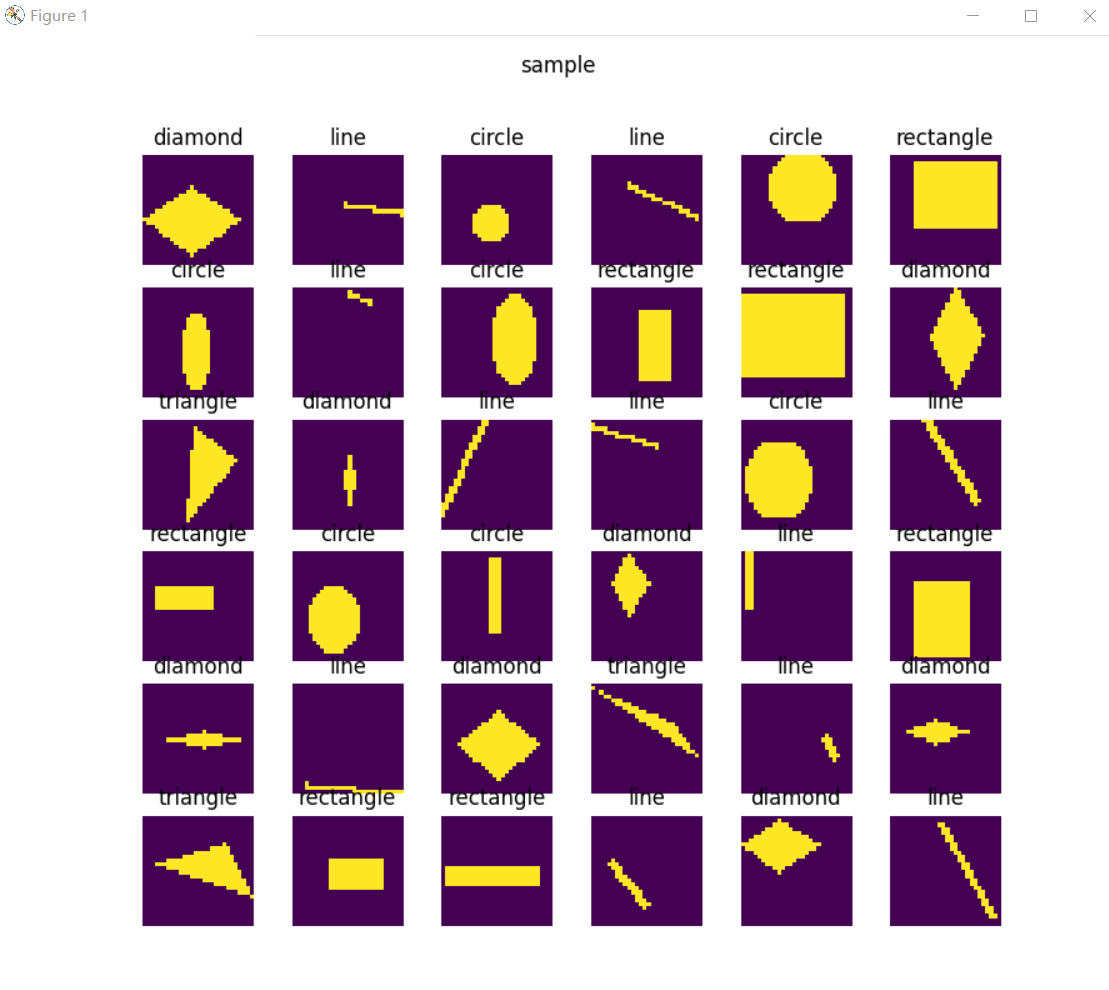 Figure 1
sample
diamond line circle line circle rectangle
circle line circle rectangle rectangle diamond
triangle diamond line line circle line
rectangle circle circle diamond line rectangle
diamond line diamond triangle line diamond
triangle rectangle rectangle line diamond line